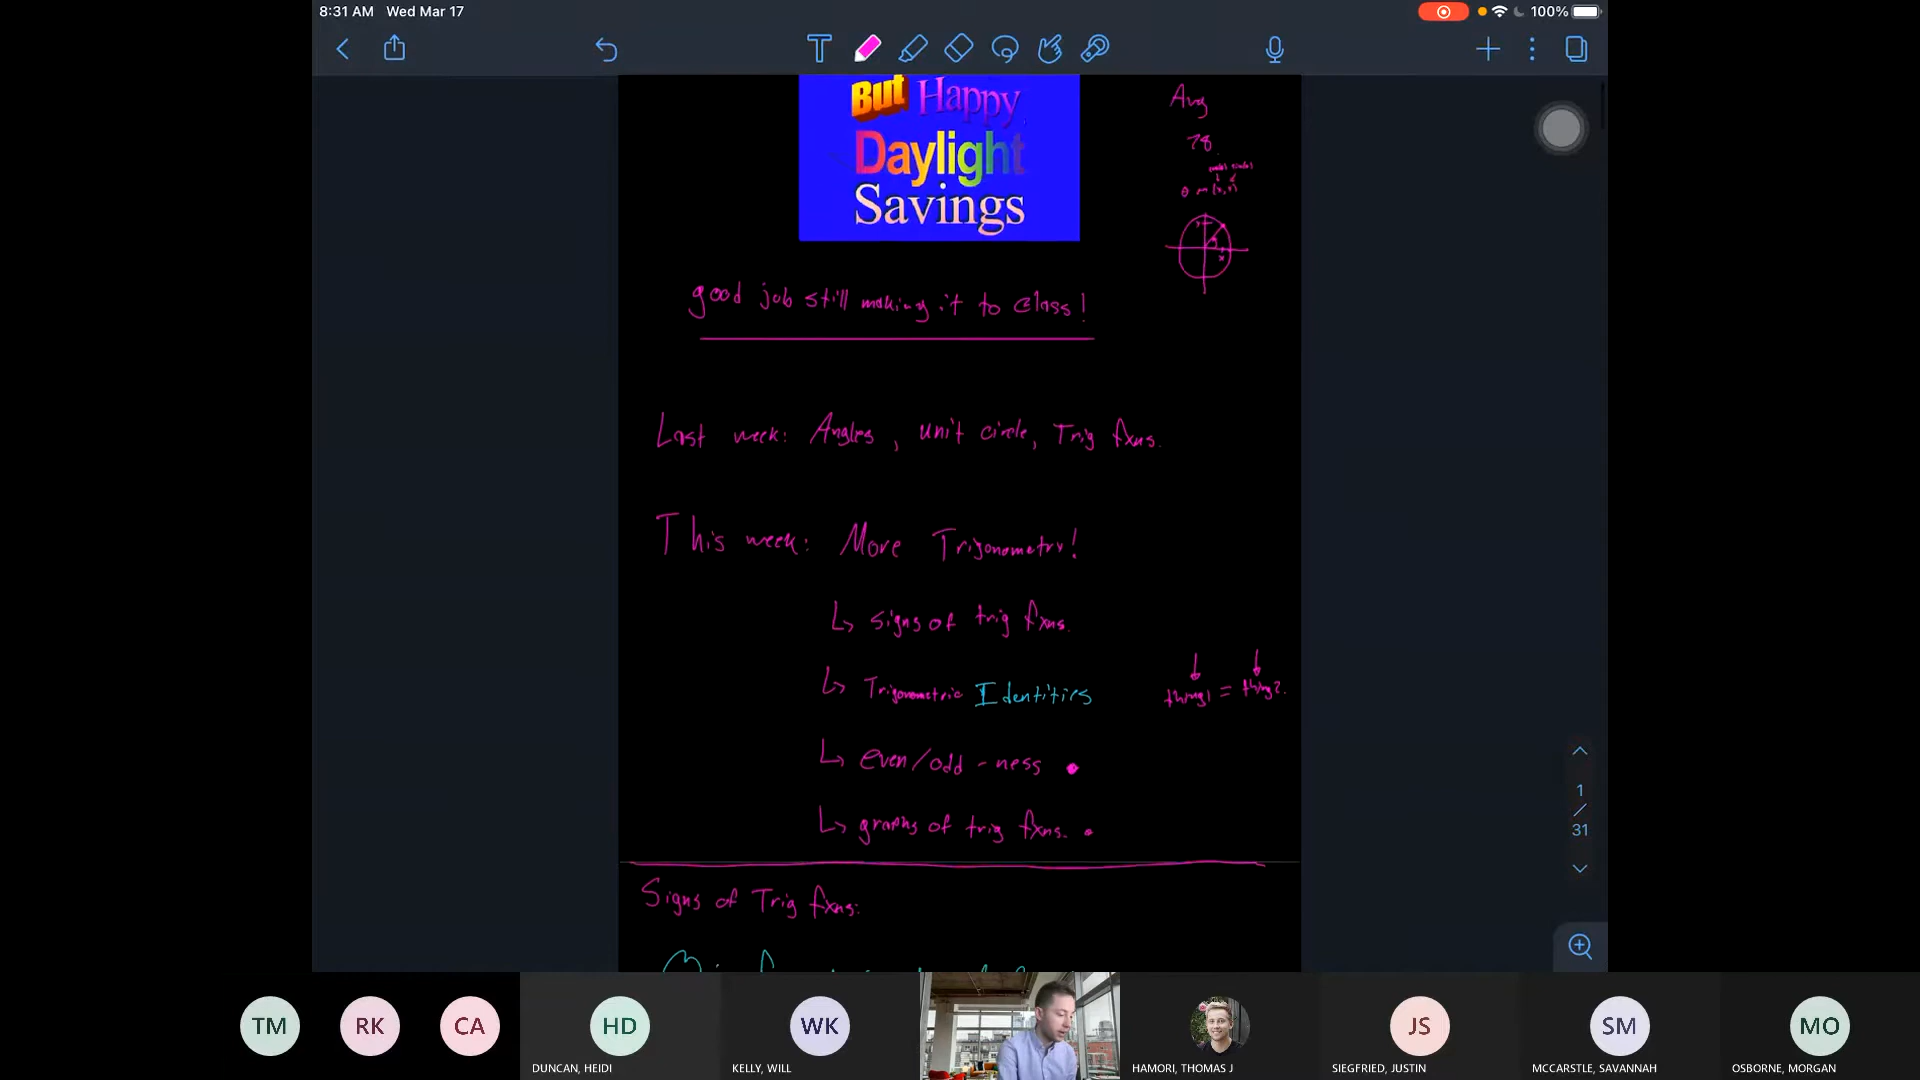 8:31 AM Wed Mar 17
100%
But Happy
Daylight
Savings
Avg
78
good job still making it to class!
Last week: Angles, unit circle, Trig fxns.
This week: More Trigonometry!
↳ signs of trig fxns.
↳ Trigonometric Identities
thing1 = thing2.
↳ even/odd-ness
↳ graphs of trig fxns.
1
/
31
Signs of Trig fxns:
TM RK CA HD WK JS SM MO
DUNCAN, HEIDI KELLY, WILL HAMORI, THOMAS J SIEGFRIED, JUSTIN MCCARSTLE, SAVANNAH OSBORNE, MORGAN